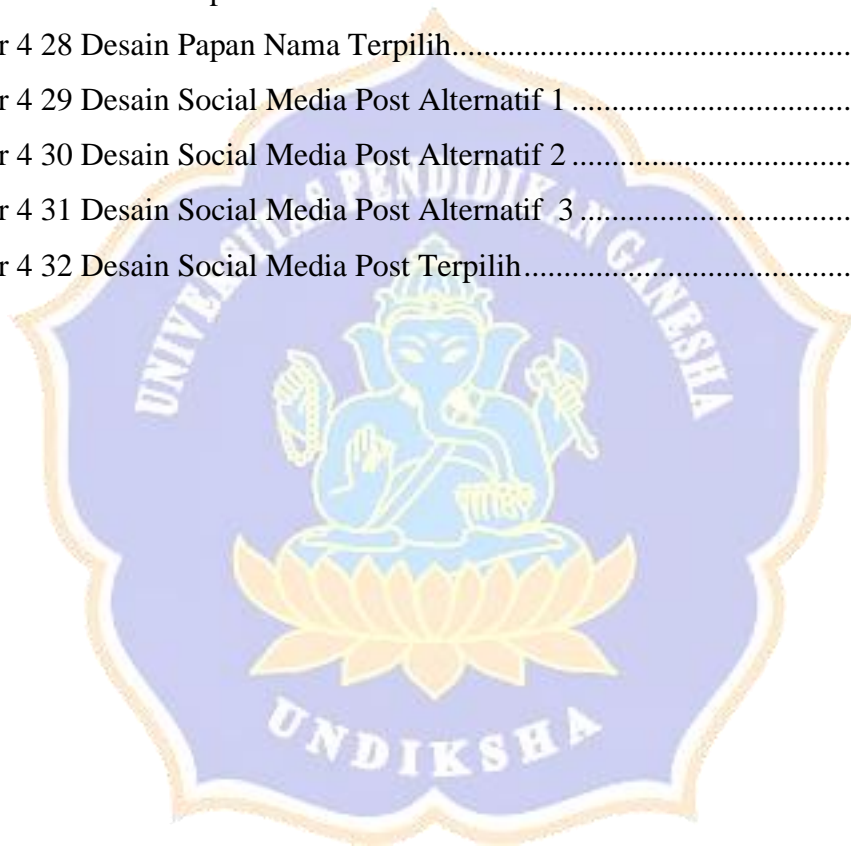 r 4 28 Desain Papan Nama Terpilih..................................................
r 4 29 Desain Social Media Post Alternatif 1...................................
r 4 30 Desain Social Media Post Alternatif 2...................................
r 4 31 Desain Social Media Post Alternatif  3..................................
r 4 32 Desain Social Media Post Terpilih.........................................
UNIVERSITAS PENDIDIKAN GANESHA
UNDIKSHA